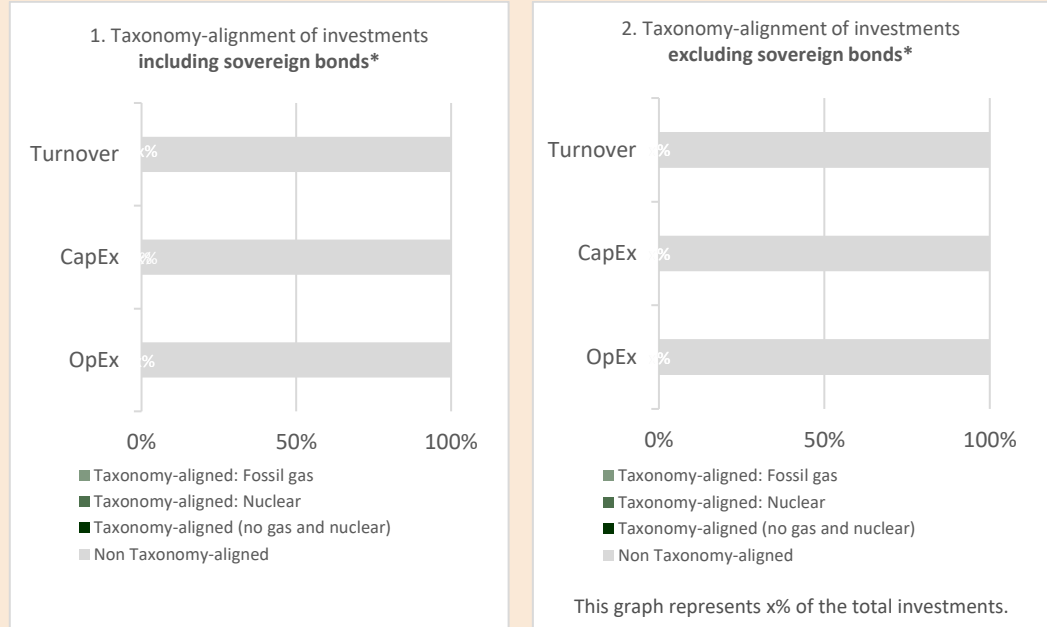 1. Taxonomy-alignment of investments
including sovereign bonds*
Turnover
x%
CapEx
%
OpEx
%
0% 50% 100%
Taxonomy-aligned: Fossil gas
Taxonomy-aligned: Nuclear
Taxonomy-aligned (no gas and nuclear)
Non Taxonomy-aligned
2. Taxonomy-alignment of investments
excluding sovereign bonds*
Turnover
%
CapEx
%
OpEx
%
0% 50% 100%
Taxonomy-aligned: Fossil gas
Taxonomy-aligned: Nuclear
Taxonomy-aligned (no gas and nuclear)
Non Taxonomy-aligned
This graph represents x% of the total investments.